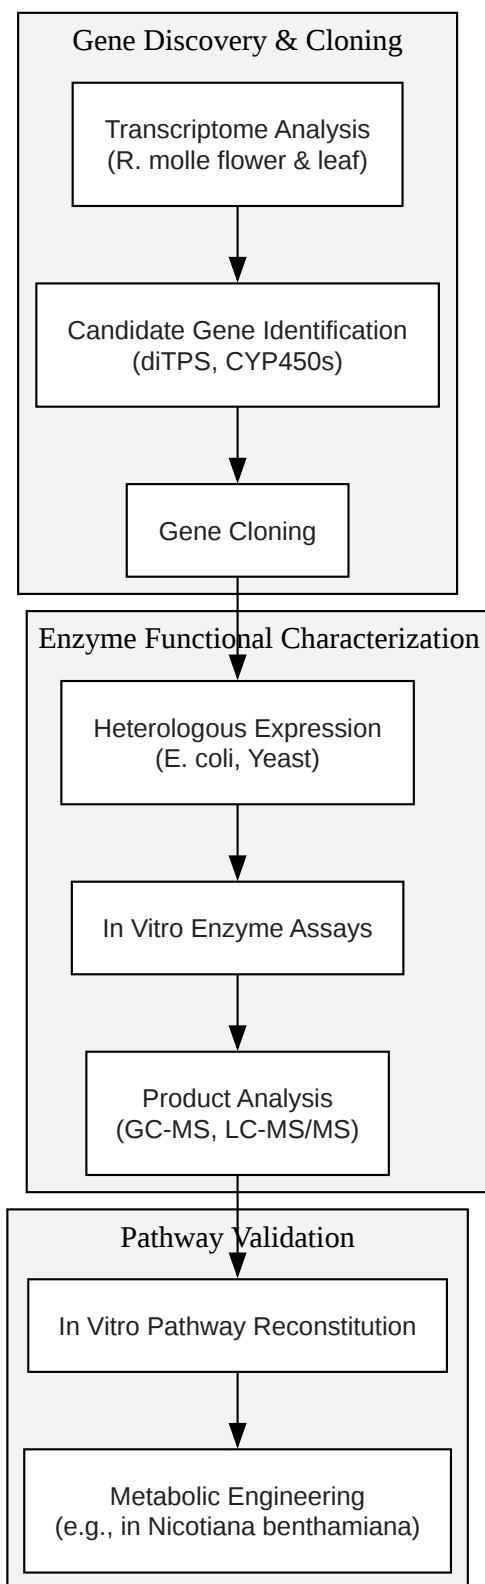 Gene Discovery & Cloning
Transcriptome Analysis
(R. molle flower & leaf)
Candidate Gene Identification
(diTPS, CYP450s)
Gene Cloning
Enzyme Functional Characterization
Heterologous Expression
(E. coli, Yeast)
In Vitro Enzyme Assays
Product Analysis
(GC-MS, LC-MS/MS)
Pathway Validation
In Vitro Pathway Reconstitution
Metabolic Engineering
(e.g., in Nicotiana benthamiana)